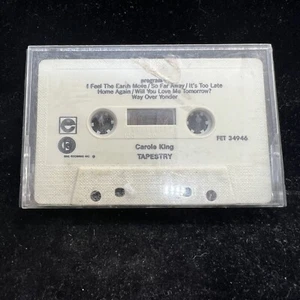 program
I Feel The Earth Move/So Far Away/It's Too Late
Home Again/Will You Love Me Tomorrow?
Way Over Yonder
PET 34946
Carole King
TAPESTRY